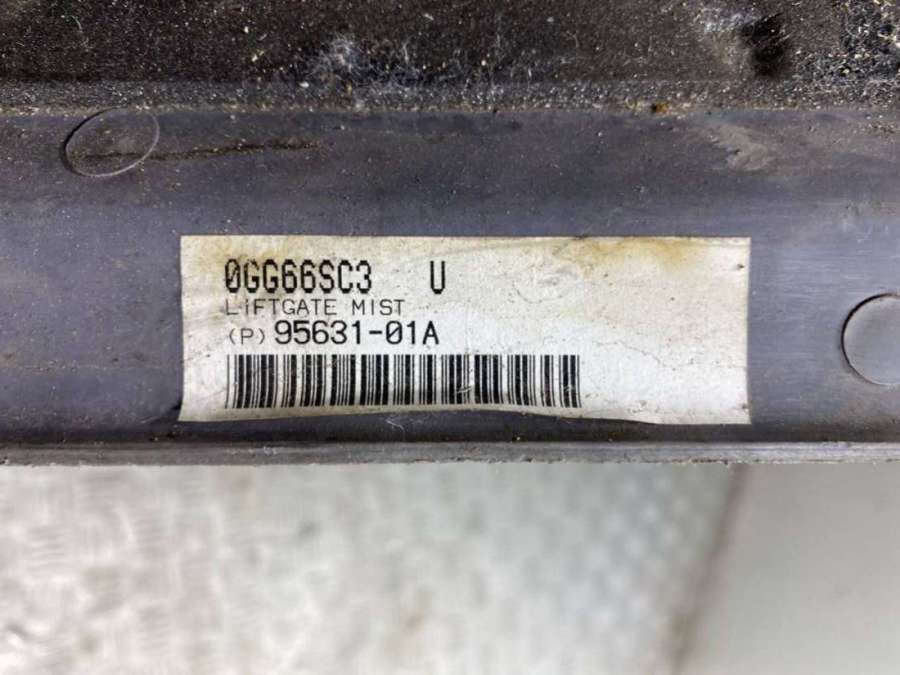 0GG66SC3 U
LIFTGATE MIST
(P) 95631-01A